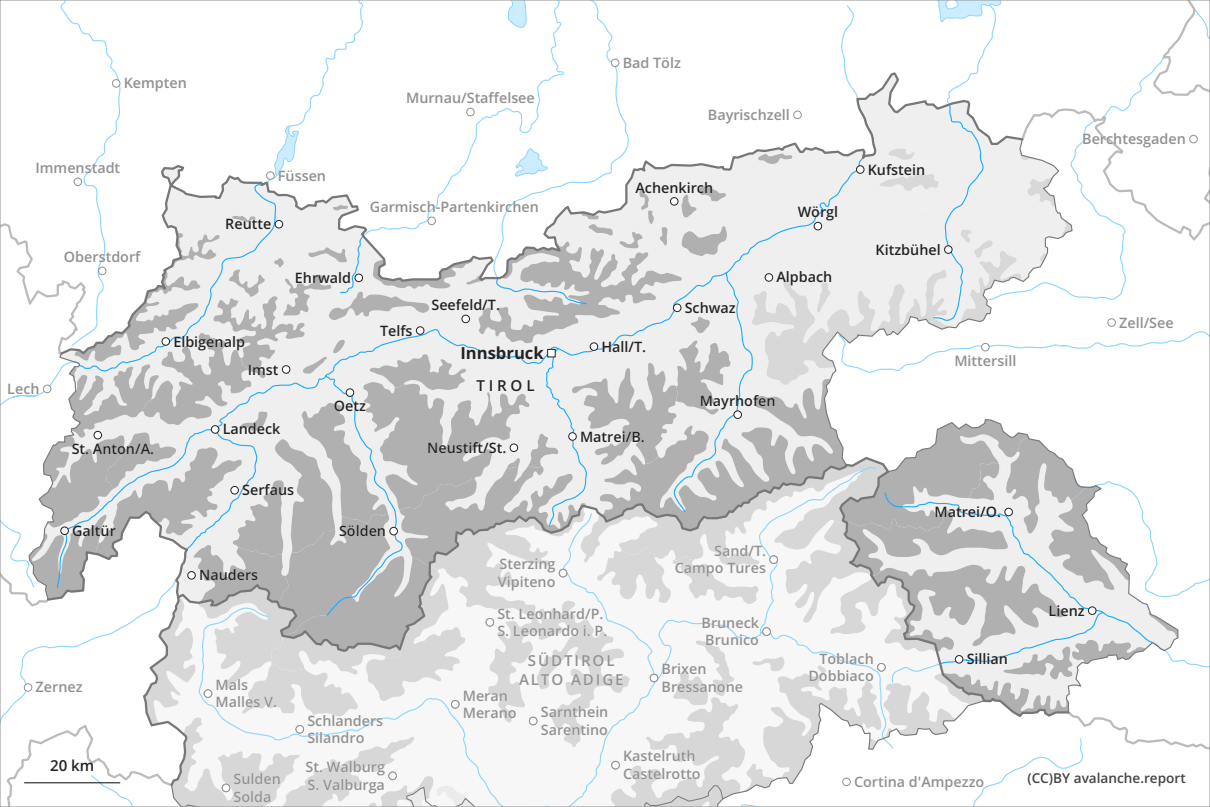 Kempten
Bad Tölz
Murnau/Staffelsee
Bayrischzell
Berchtesgaden
Immenstadt
Füssen
Kufstein
Achenkirch
Garmisch-Partenkirchen
Wörgl
Reutte
Kitzbühel
Oberstdorf
Ehrwald
Alpbach
Seefeld/T.
Schwaz
Zell/See
Telfs
Elbigenalp
Hall/T.
Innsbruck
Mittersill
Imst
TIROL
Lech
Mayrhofen
Oetz
Landeck
Matrei/B.
St. Anton/A.
Neustift/St.
Serfaus
Matrei/O.
Galtür
Sölden
Sand/T.
Campo Tures
Sterzing
Vipiteno
Nauders
Lienz
St. Leonhard/P.
S. Leonardo i. P.
Bruneck
Brunico
SÜDTIROL
ALTO ADIGE
Toblach
Dobbiaco
Sillian
Brixen
Bressanone
Zernez
Mals
Malles V.
Meran
Merano
Sarnthein
Sarentino
Schlanders
Silandro
Kastelruth
Castelrotto
20 km
St. Walburg
S. Valburga
Sulden
Solda
Cortina d'Ampezzo
(CC)BY avalanche.report